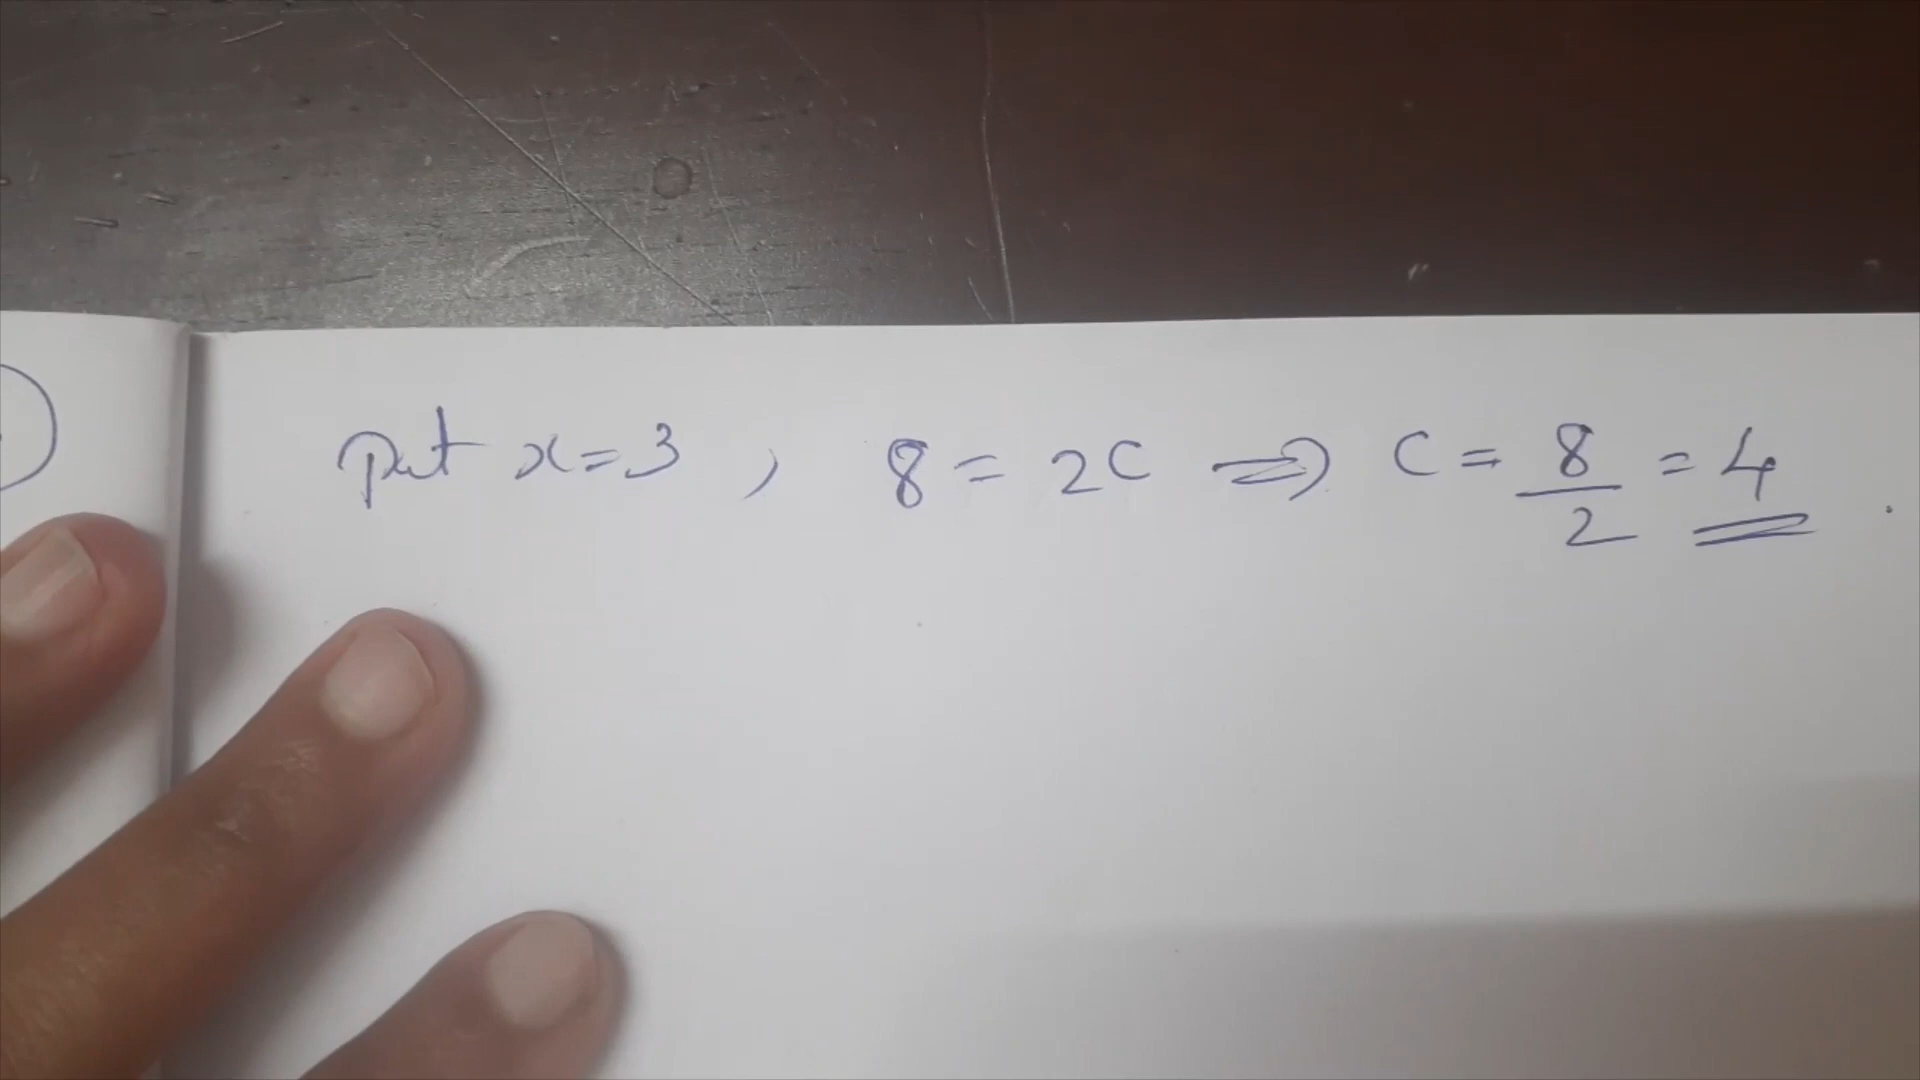 put x=3 , 8 = 2C ⇒ C = 8/2 = 4